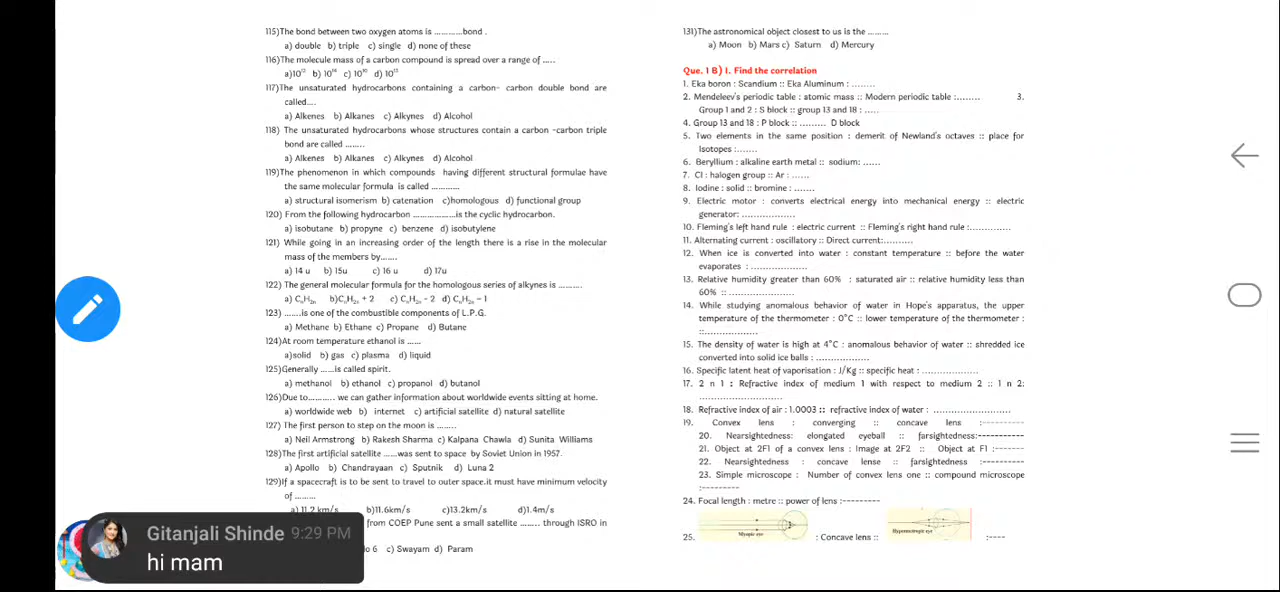 115)The bond between two oxygen atoms is ............bond .
a) double b) triple c) single d) none of these
116)The molecule mass of a carbon compound is spread over a range of .....
117)The unsaturated hydrocarbons containing a carbon- carbon double bond are
called....
a) Alkenes b) Alkanes c) Alkynes d) Alcohol
118) The unsaturated hydrocarbons whose structures contain a carbon -carbon triple
bond are called ........
a) Alkenes b) Alkanes c) Alkynes d) Alcohol
119)The phenomenon in which compounds having different structural formulae have
the same molecular formula is called ............
a) structural isomerism b) catenation c)homologous d) functional group
120) From the following hydrocarbon ..................is the cyclic hydrocarbon.
a) isobutane b) propyne c) benzene d) isobutylene
121) While going in an increasing order of the length there is a rise in the molecular
mass of the members by.......
a) 14 u b) 15u c) 16 u d) 17u
122) The general molecular formula for the homologous series of alkynes is ..........
a) CnH2n b)CnH2n + 2 c) CnH2n - 2 d) CnH2n - 1
123) .......is one of the combustible components of L.P.G.
a) Methane b) Ethane c) Propane d) Butane
124)At room temperature ethanol is ......
a)solid b) gas c) plasma d) liquid
125)Generally ......is called spirit.
a) methanol b) ethanol c) propanol d) butanol
126)Due to........... we can gather information about worldwide events sitting at home.
a) worldwide web b) internet c) artificial satellite d) natural satellite
127) The first person to step on the moon is ........
a) Neil Armstrong b) Rakesh Sharma c) Kalpana Chawla d) Sunita Williams
128)The first artificial satellite ......was sent to space by Soviet Union in 1957.
a) Apollo b) Chandrayaan c) Sputnik d) Luna 2
129)If a spacecraft is to be sent to travel to outer space.it must have minimum velocity
of .........
a) 11.2 km/s b)11.6km/s c)13.2km/s d)1.4m/s
from COEP Pune sent a small satellite ......... through ISRO in
6 c) Swayam d) Param
Gitanjali Shinde 9:29 PM
hi mam
131)The astronomical object closest to us is the .........
a) Moon b) Mars c) Saturn d) Mercury
Que. 1 B) I. Find the correlation
1. Eka boron : Scandium :: Eka Aluminum : ........
2. Mendeleev's periodic table : atomic mass :: Modern periodic table :........ 3.
Group 1 and 2 : S block :: group 13 and 18 : .....
4. Group 13 and 18 : P block :: ......... D block
5. Two elements in the same position : demerit of Newland's octaves :: place for
Isotopes :.......
6. Beryllium : alkaline earth metal :: sodium: ......
7. Cl : halogen group :: Ar : ......
8. Iodine : solid :: bromine : .......
9. Electric motor : converts electrical energy into mechanical energy :: electric
generator: ..................
10. Fleming's left hand rule : electric current :: Fleming's right hand rule :..............
11. Alternating current : oscillatory :: Direct current:..........
12. When ice is converted into water : constant temperature :: before the water
evaporates : ...................
13. Relative humidity greater than 60% : saturated air :: relative humidity less than
60% :: ......................
14. While studying anomalous behavior of water in Hope's apparatus, the upper
temperature of the thermometer : 0°C :: lower temperature of the thermometer :
::..................
15. The density of water is high at 4°C : anomalous behavior of water :: shredded ice
converted into solid ice balls : ..................
16. Specific latent heat of vaporisation : J/Kg :: specific heat : ...................
17. 2 n 1 : Refractive index of medium 1 with respect to medium 2 :: 1 n 2:
...........................
18. Refractive index of air : 1.0003 :: refractive index of water : .........................
19. Convex lens : converging :: concave lens :----------
20. Nearsightedness: elongated eyeball :: farsightedness:-----------
21. Object at 2F1 of a convex lens : Image at 2F2 :: Object at F1 :-------
22. Nearsightedness : concave lense :: farsightedness :----------
23. Simple microscope : Number of convex lens one :: compound microscope
:---------
24. Focal length : metre :: power of lens :---------
25. Myopic eye : Concave lens :: Hypermetropic eye :----